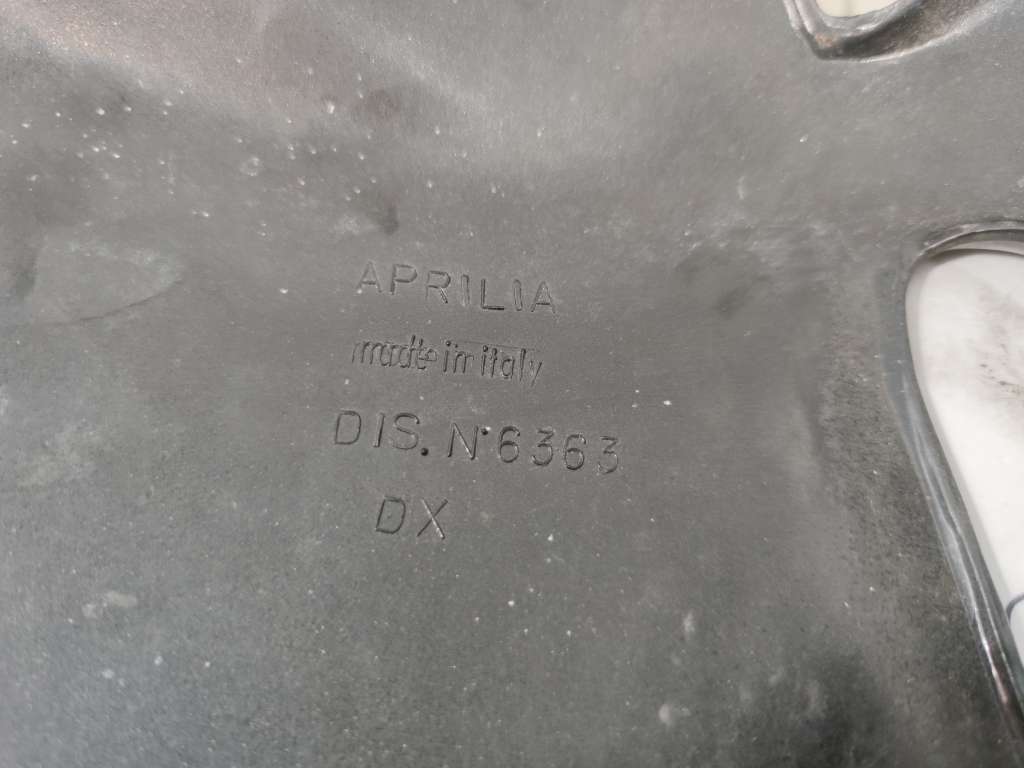 APRILIA
made in italy
DIS. N° 6363
DX